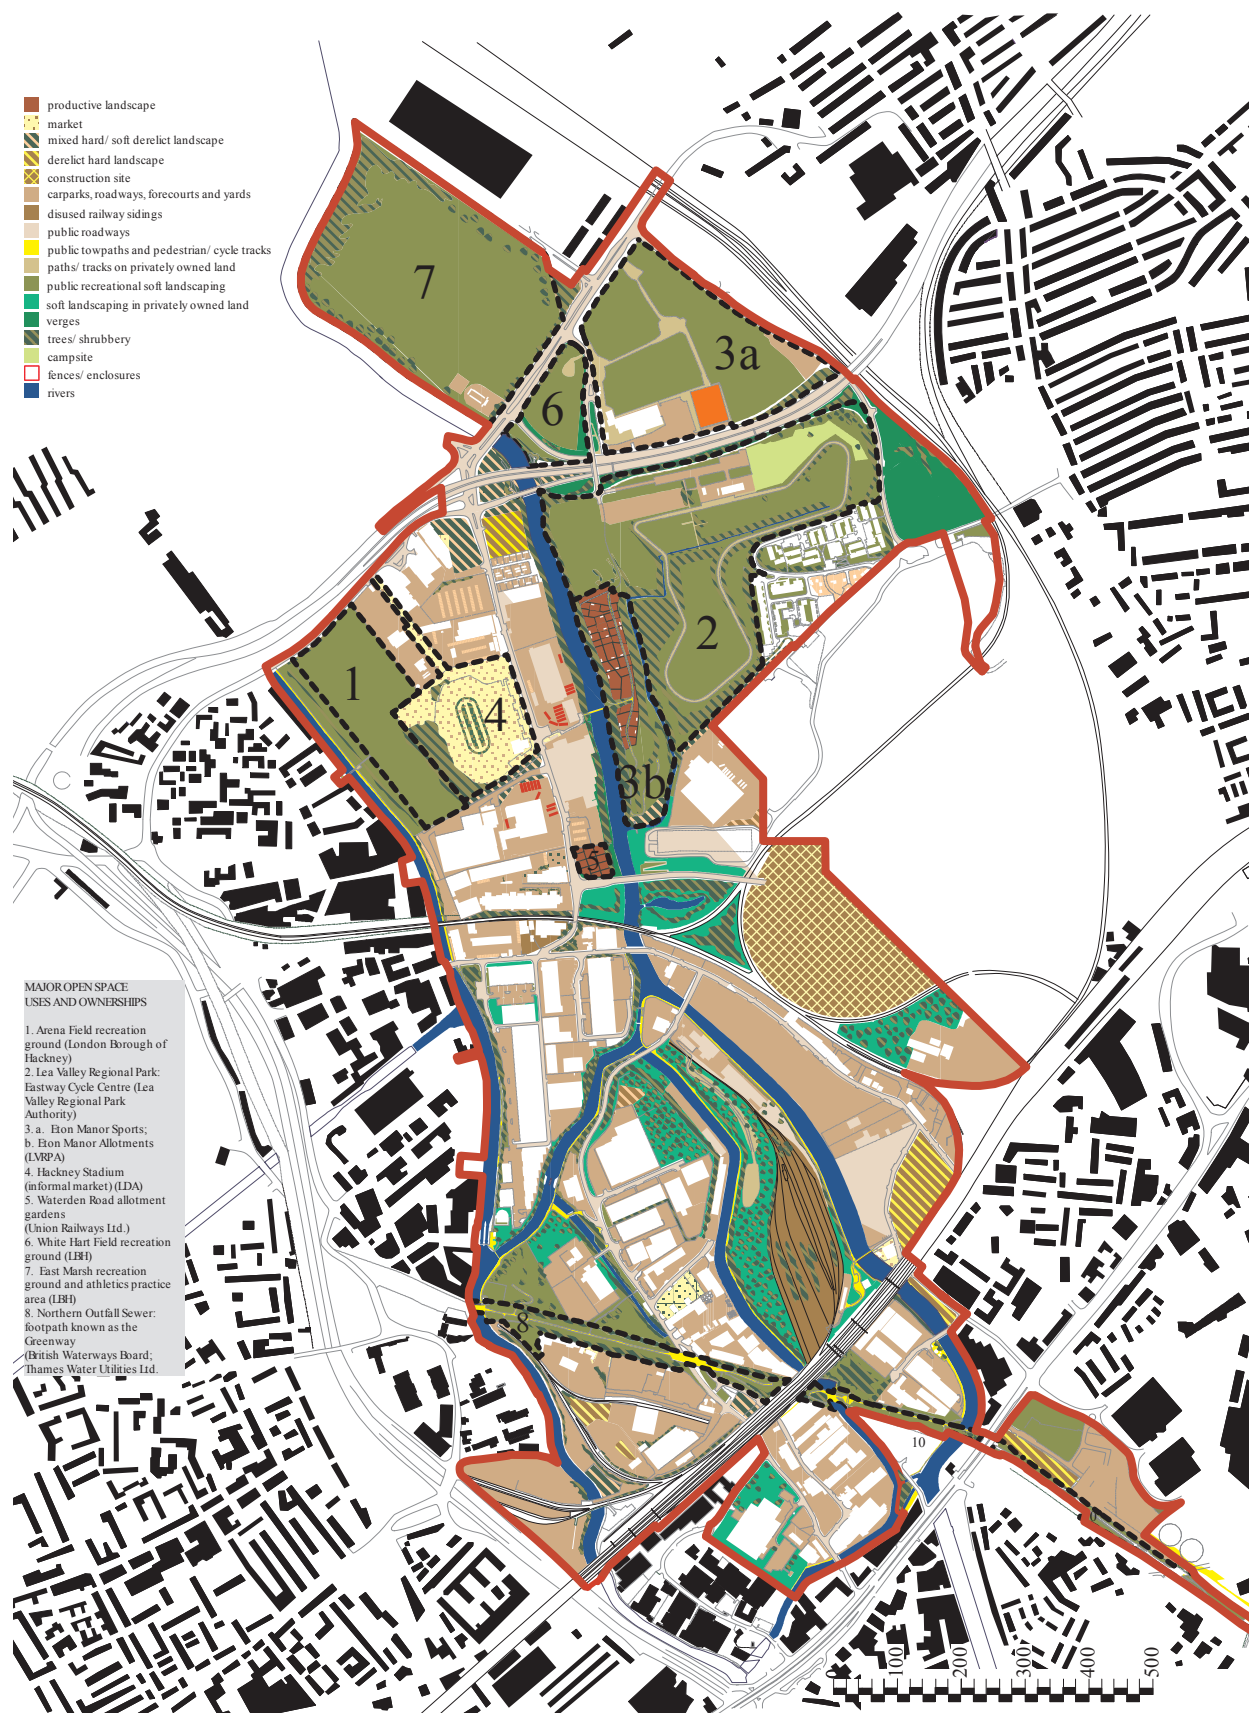 productive landscape
market
mixed hard/ soft derelict landscape
derelict hard landscape
construction site
carparks, roadways, forecourts and yards
disused railway sidings
public roadways
public towpaths and pedestrian/ cycle tracks
paths/ tracks on privately owned land
public recreational soft landscaping
soft landscaping in privately owned land
verges
trees/ shrubbery
campsite
fences/ enclosures
rivers
7
3a
6
2
1
4
3b
5
8
10
MAJOR OPEN SPACE
USES AND OWNERSHIPS
1. Arena Field recreation
ground (London Borough of
Hackney)
2. Lea Valley Regional Park:
Eastway Cycle Centre (Lea
Valley Regional Park
Authority)
3. a. Eton Manor Sports;
b. Eton Manor Allotments
(LVRPA)
4. Hackney Stadium
(informal market) (LDA)
5. Waterden Road allotment
gardens
(Union Railways Ltd.)
6. White Hart Field recreation
ground (LBH)
7. East Marsh recreation
ground and athletics practice
area (LBH)
8. Northern Outfall Sewer:
footpath known as the
Greenway
(British Waterways Board;
Thames Water Utilities Ltd.
0 100 200 300 400 500